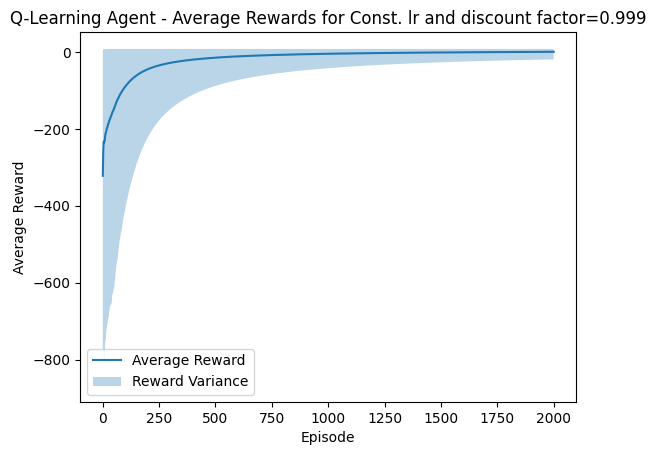 Q-Learning Agent - Average Rewards for Const. lr and discount factor=0.999
0
−200
−400
−600
−800
Average Reward
Average Reward
Reward Variance
0
250
500
750
1000
1250
1500
1750
2000
Episode